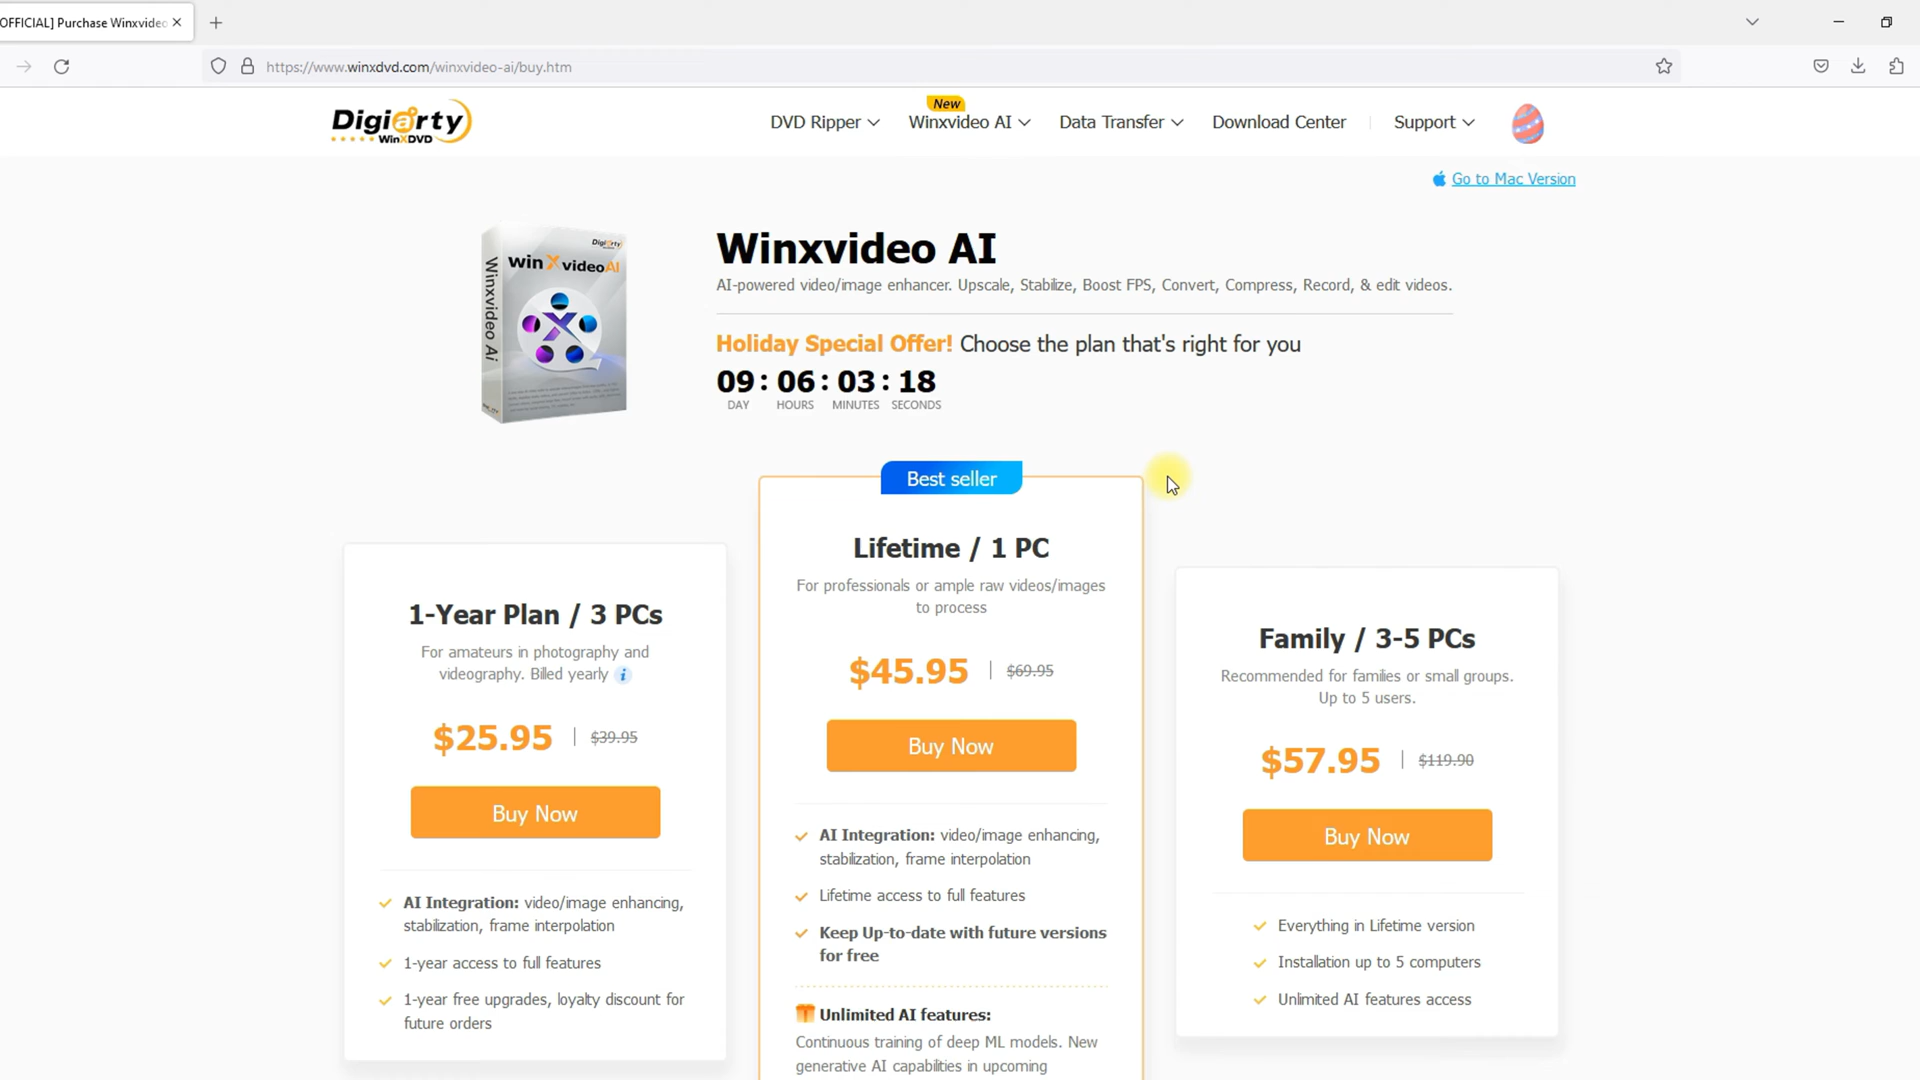 OFFICIAL] Purchase Winxvideo
https://www.winxdvd.com/winxvideo-ai/buy.htm
Digiarty
WinXDVD
DVD Ripper
New
Winxvideo AI
Data Transfer
Download Center
Support
Go to Mac Version
Digiarty
winXvideoAI
Winxvideo Ai
Winxvideo AI
AI-powered video/image enhancer. Upscale, Stabilize, Boost FPS, Convert, Compress, Record, & edit videos.
Holiday Special Offer! Choose the plan that's right for you
09 : 06 : 03 : 18
DAY HOURS MINUTES SECONDS
1-Year Plan / 3 PCs
For amateurs in photography and
videography. Billed yearly i
$25.95 | $39.95
Buy Now
AI Integration: video/image enhancing,
stabilization, frame interpolation
1-year access to full features
1-year free upgrades, loyalty discount for
future orders
Best seller
Lifetime / 1 PC
For professionals or ample raw videos/images
to process
$45.95 | $69.95
Buy Now
AI Integration: video/image enhancing,
stabilization, frame interpolation
Lifetime access to full features
Keep Up-to-date with future versions
for free
Unlimited AI features:
Continuous training of deep ML models. New
generative AI capabilities in upcoming
Family / 3-5 PCs
Recommended for families or small groups.
Up to 5 users.
$57.95 | $119.90
Buy Now
Everything in Lifetime version
Installation up to 5 computers
Unlimited AI features access